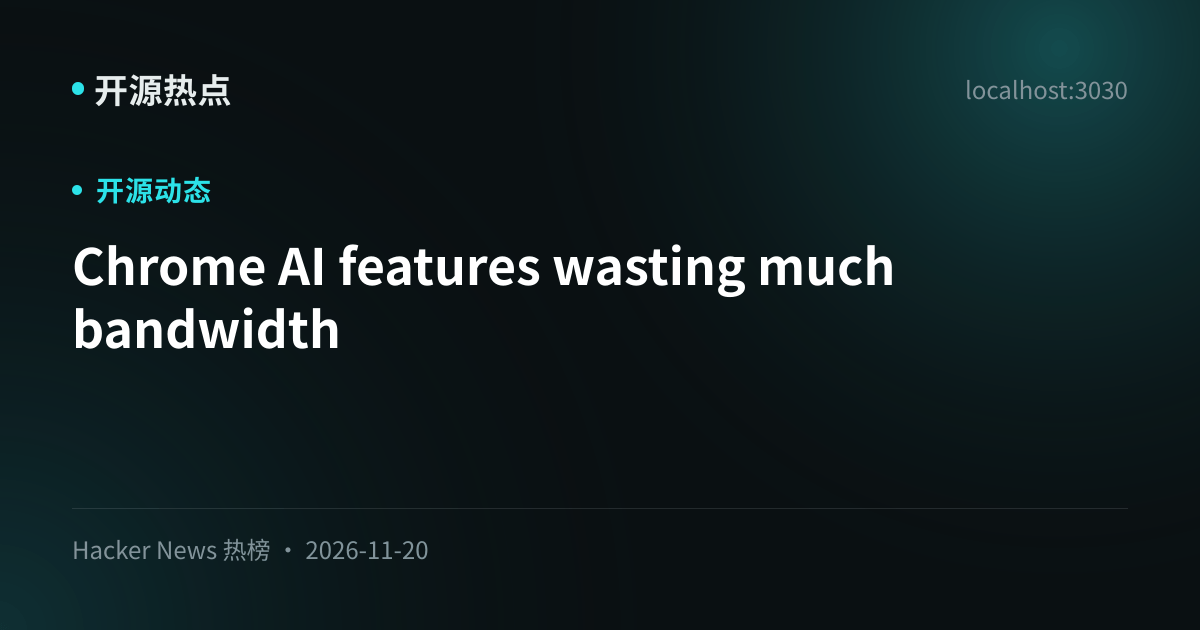 开源热点
localhost:3030
开源动态
Chrome AI features wasting much
bandwidth
Hacker News 热榜 · 2026-11-20